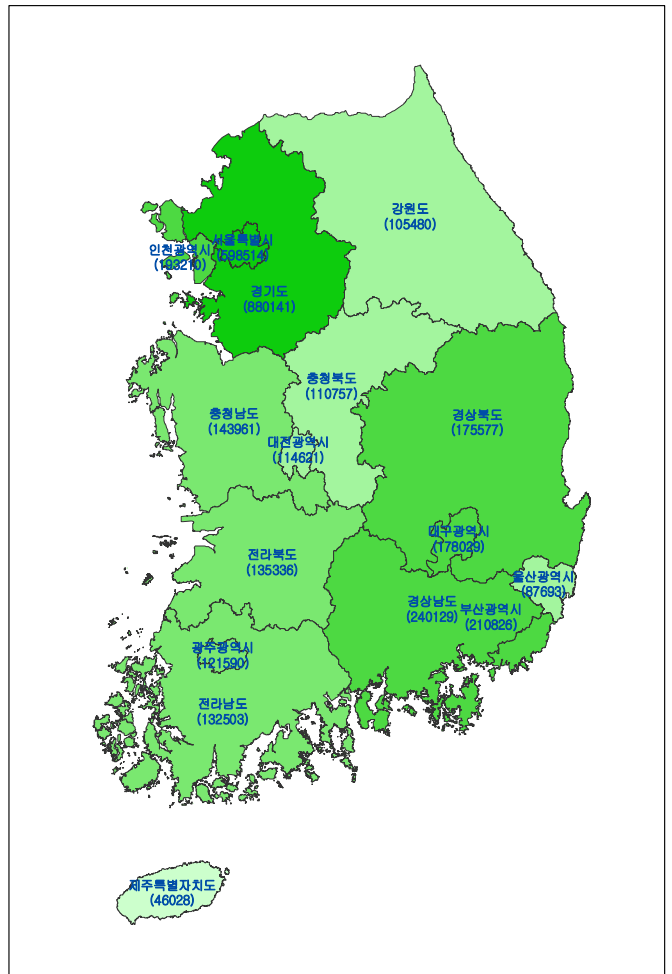 강원도
(105480)
서울특별시
(598514)
인천광역시
(193210)
경기도
(880141)
충청북도
(110757)
충청남도
(143961)
경상북도
(175577)
대전광역시
(114621)
대구광역시
(178029)
전라북도
(135336)
울산광역시
(87693)
경상남도
(240129)
부산광역시
(210826)
광주광역시
(121590)
전라남도
(132503)
제주특별자치도
(46028)